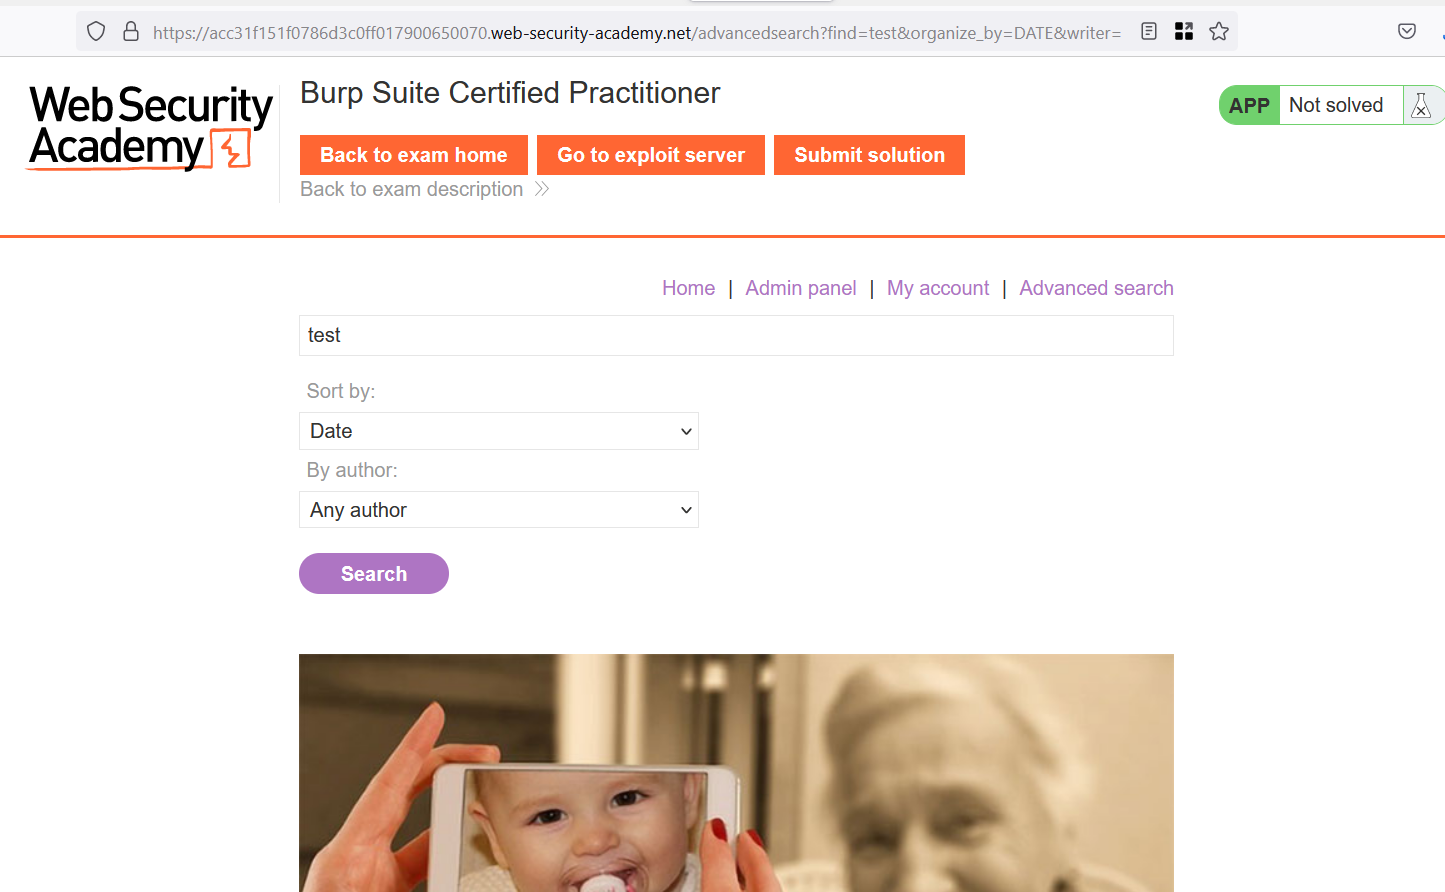 https://acc31f151f0786d3c0ff017900650070.web-security-academy.net/advancedsearch?find=test&organize_by=DATE&writer=
Web Security
Academy
Burp Suite Certified Practitioner
Back to exam home
Go to exploit server
Submit solution
Back to exam description
APP
Not solved
Home | Admin panel | My account | Advanced search
test
Sort by:
Date
By author:
Any author
Search